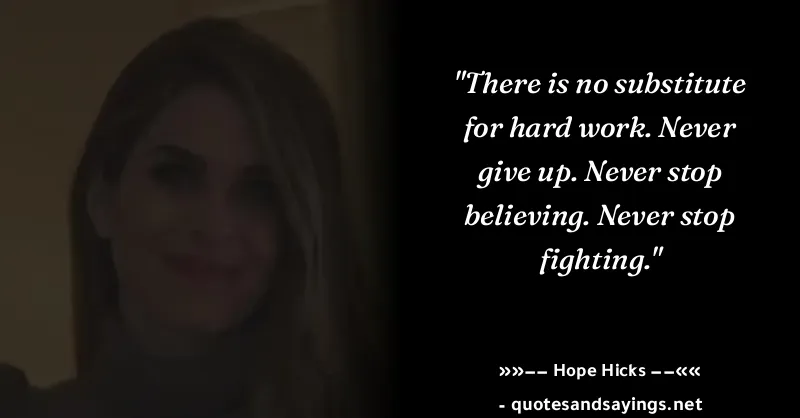 "There is no substitute
for hard work. Never
give up. Never stop
believing. Never stop
fighting."
»»–– Hope Hicks ––««
- quotesandsayings.net